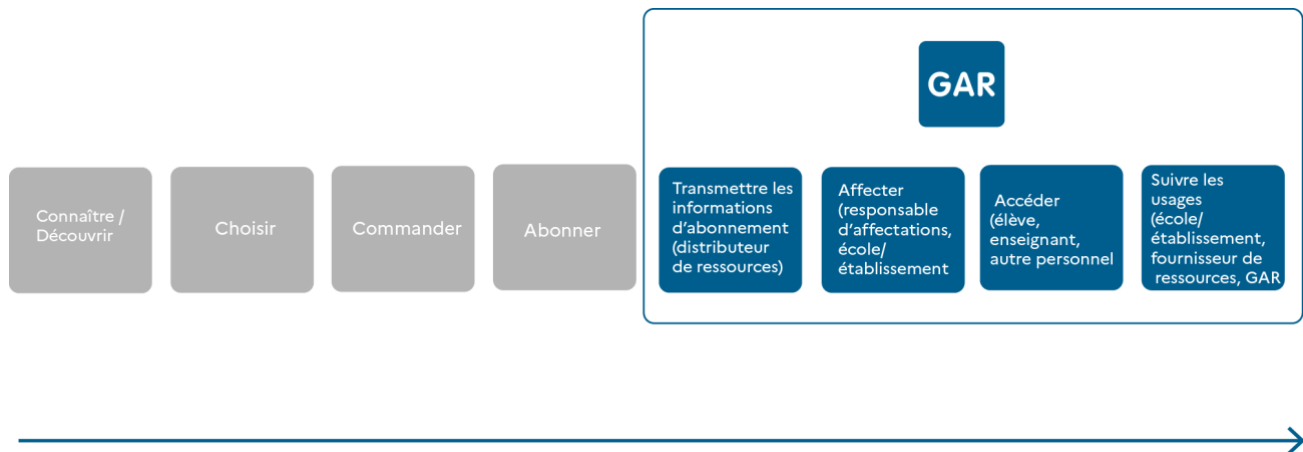 GAR
Connaître /
Découvrir
Choisir
Commander
Abonner
Transmettre les
informations
d'abonnement
(distributeur
de ressources)
Affecter
(responsable
d'affectations,
école/
établissement
Accéder
(élève,
enseignant,
autre personnel
Suivre les
usages
(école/
établissement,
fournisseur de
ressources, GAR